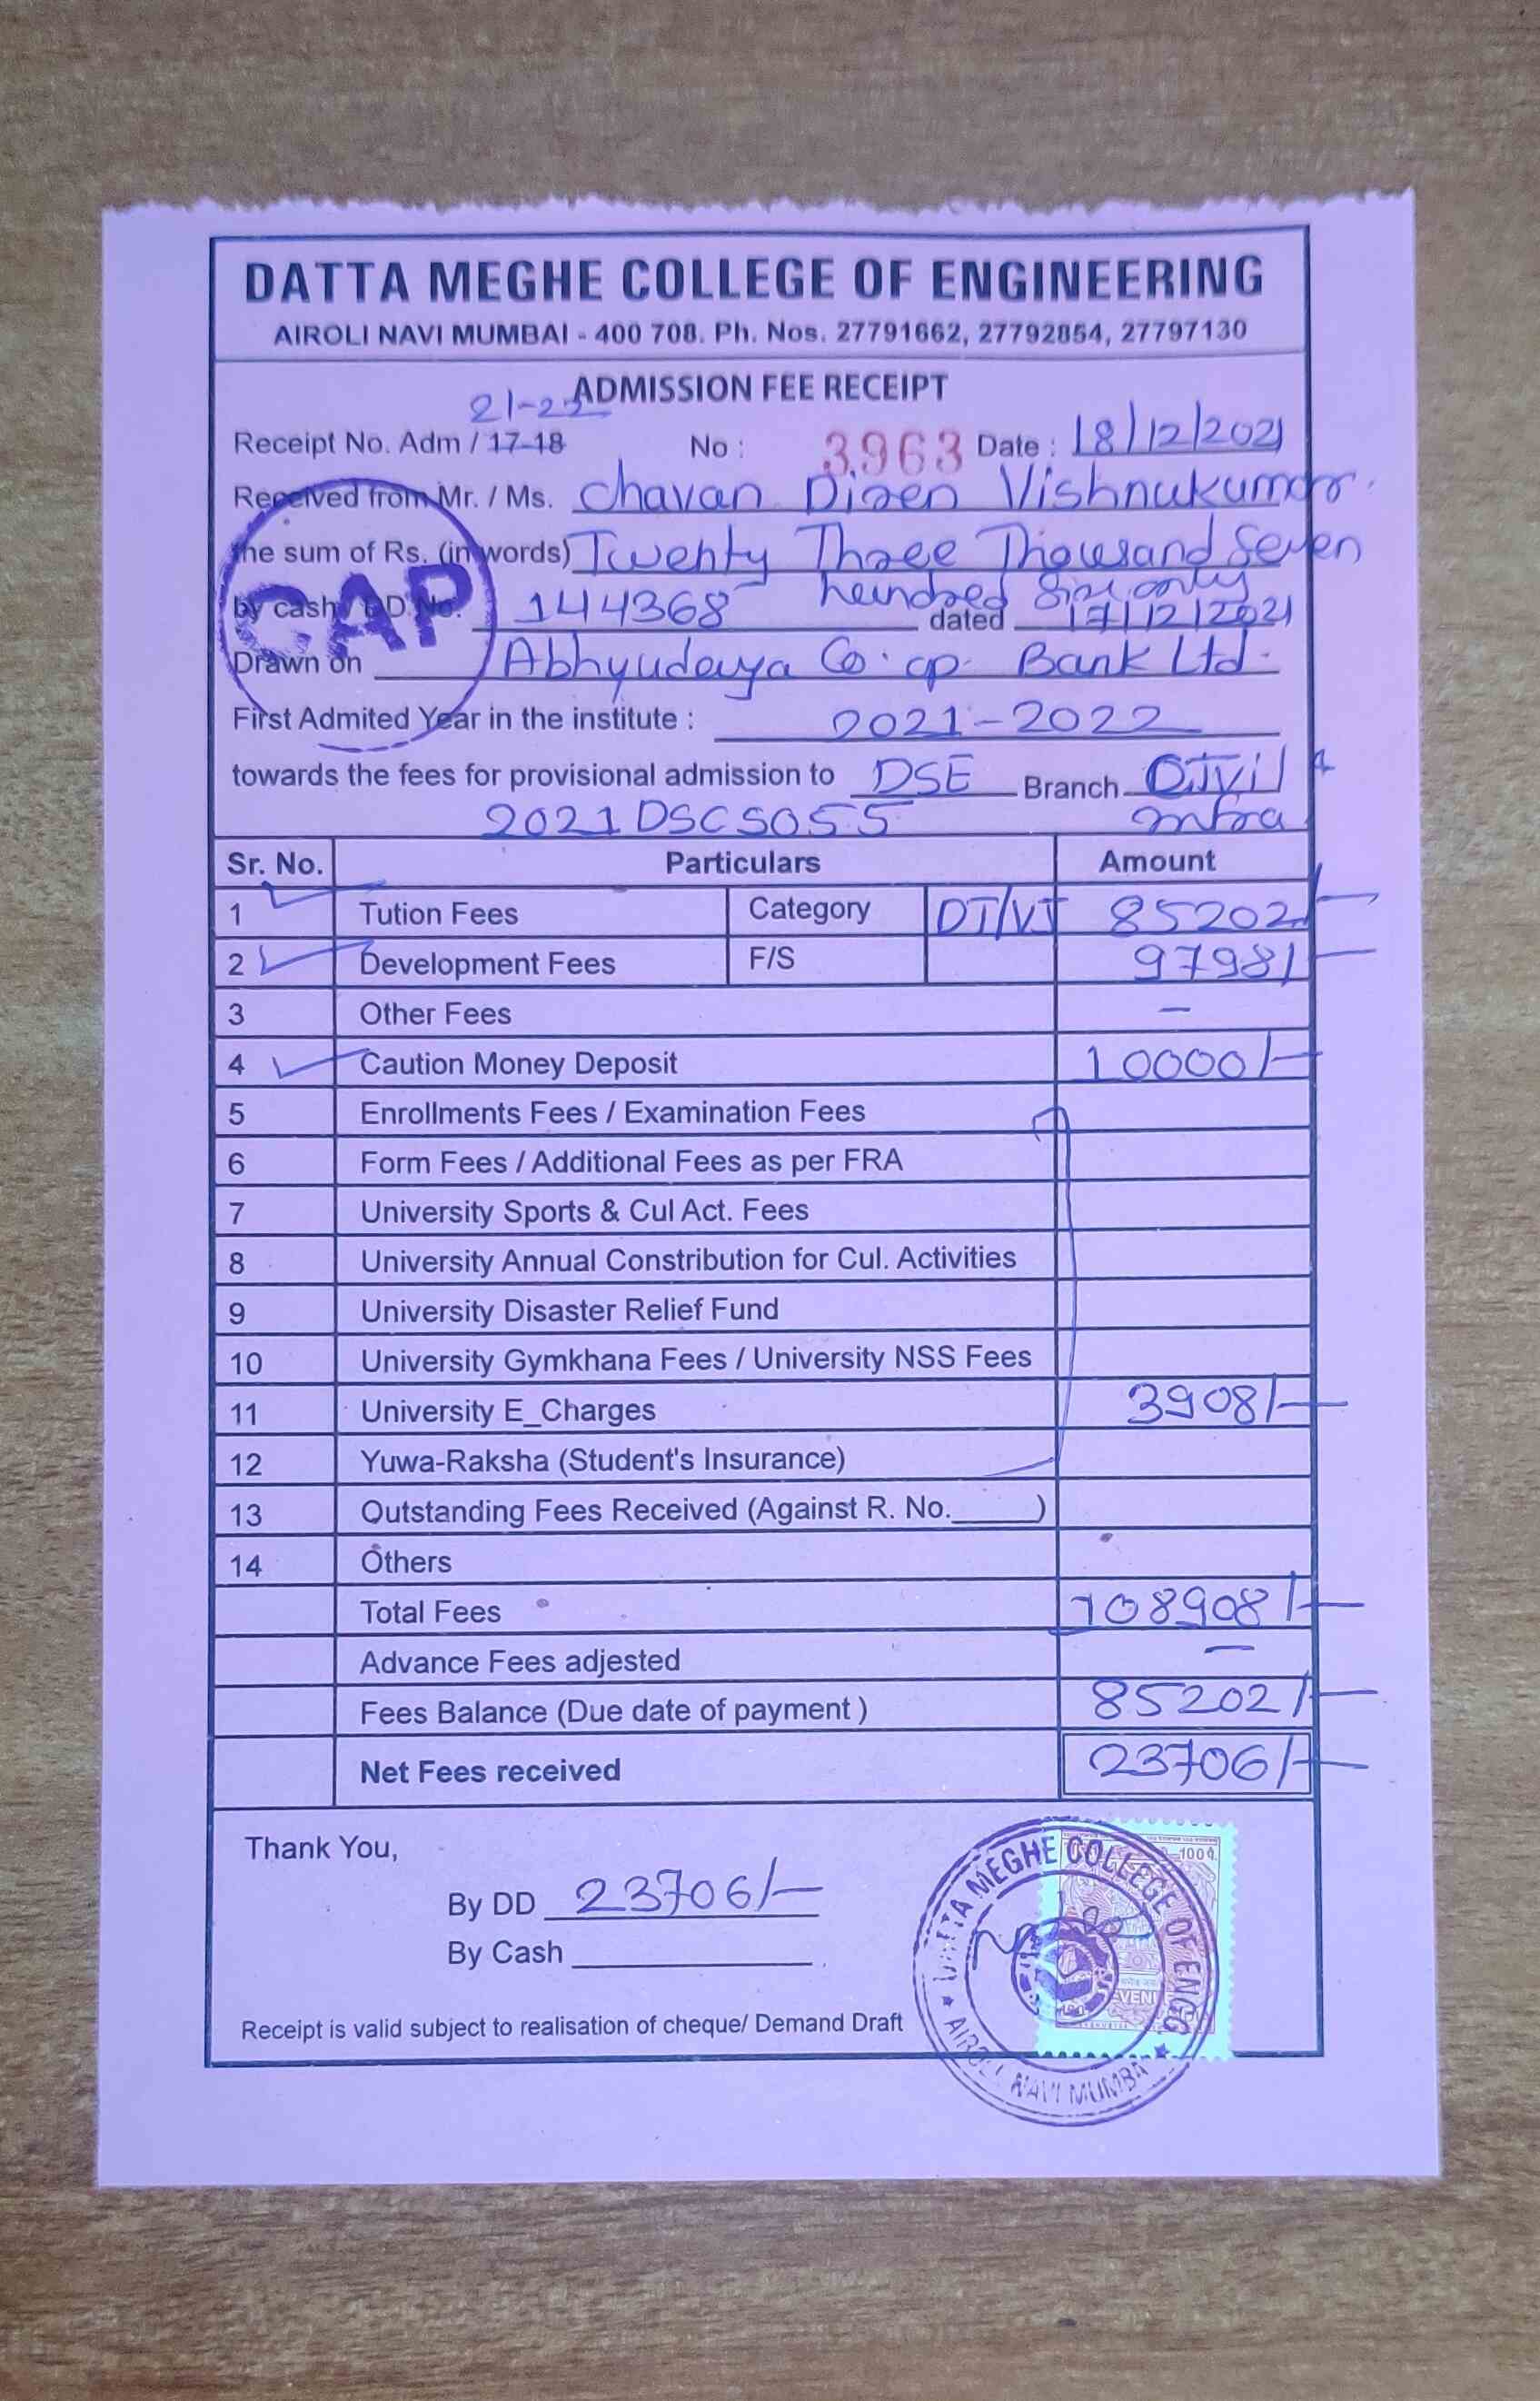 DATTA MEGHE COLLEGE OF ENGINEERING
AIROLI NAVI MUMBAI - 400 708. Ph. Nos. 27791662, 27792854, 27797130
ADMISSION FEE RECEIPT
21-22
Receipt No. Adm / 17-18 No : 3963 Date : 18/12/2021
Received from Mr. / Ms. Chavan Diren Vishnukumar.
the sum of Rs. (in words) Twenty Three Thousand Seven
hundred Six only
by cash / DD No. 144368 dated 17/12/2021
CAP
Drawn on Abhyudaya Co. op. Bank Ltd.
First Admited Year in the institute : 2021-2022
towards the fees for provisional admission to DSE Branch Civil &
2021DSCS055 Infra
Sr. No. Particulars Amount
1 Tution Fees Category DT/VJ 85202/-
2 Development Fees F/S 9798/-
3 Other Fees –
4 Caution Money Deposit 10000/-
5 Enrollments Fees / Examination Fees
6 Form Fees / Additional Fees as per FRA
7 University Sports & Cul Act. Fees
8 University Annual Constribution for Cul. Activities
9 University Disaster Relief Fund
10 University Gymkhana Fees / University NSS Fees
11 University E_Charges 3908/-
12 Yuwa-Raksha (Student's Insurance)
13 Outstanding Fees Received (Against R. No._____)
14 Others
Total Fees 108908/-
Advance Fees adjested –
Fees Balance (Due date of payment ) 85202/-
Net Fees received 23706/-
Thank You,
By DD 23706/-
By Cash
Receipt is valid subject to realisation of cheque/ Demand Draft
DATTA MEGHE COLLEGE OF ENGG
★ AIROLI NAVI MUMBAI ★